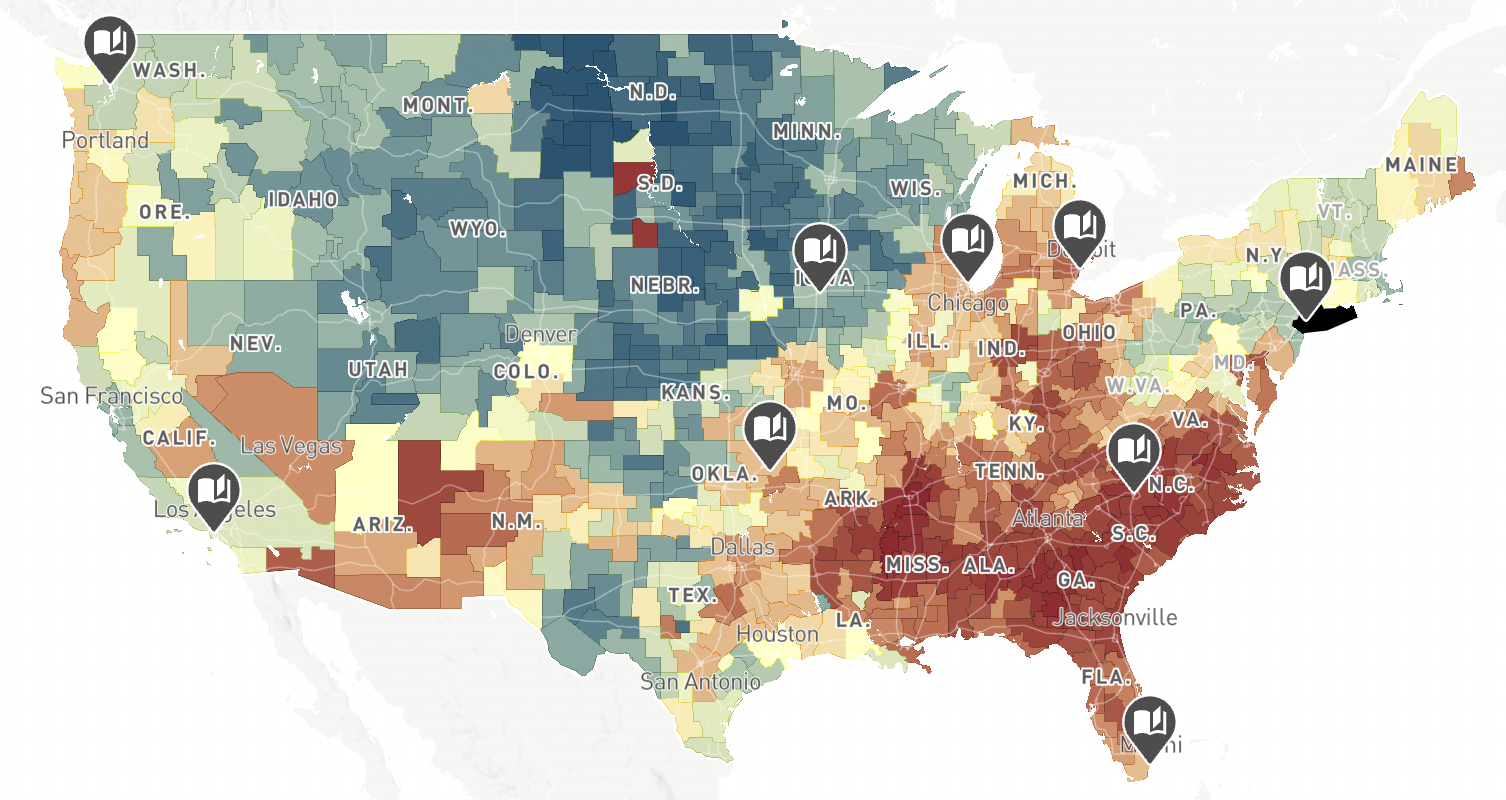 WASH.
MONT.
N.D.
MINN.
Portland
MAINE
S.D.
WIS.
MICH.
IDAHO
ORE.
VT.
WYO.
Detroit
N.Y.
MASS.
IOWA
NEBR.
Chicago
PA.
OHIO
Denver
NEV.
ILL.
IND.
MD.
UTAH
COLO.
W.VA.
San Francisco
KANS.
MO.
VA.
KY.
CALIF.
Las Vegas
OKLA.
TENN.
N.C.
ARK.
Los Angeles
ARIZ.
N.M.
Atlanta
S.C.
Dallas
MISS.
ALA.
GA.
TEX.
Jacksonville
LA.
Houston
FLA.
San Antonio
Miami